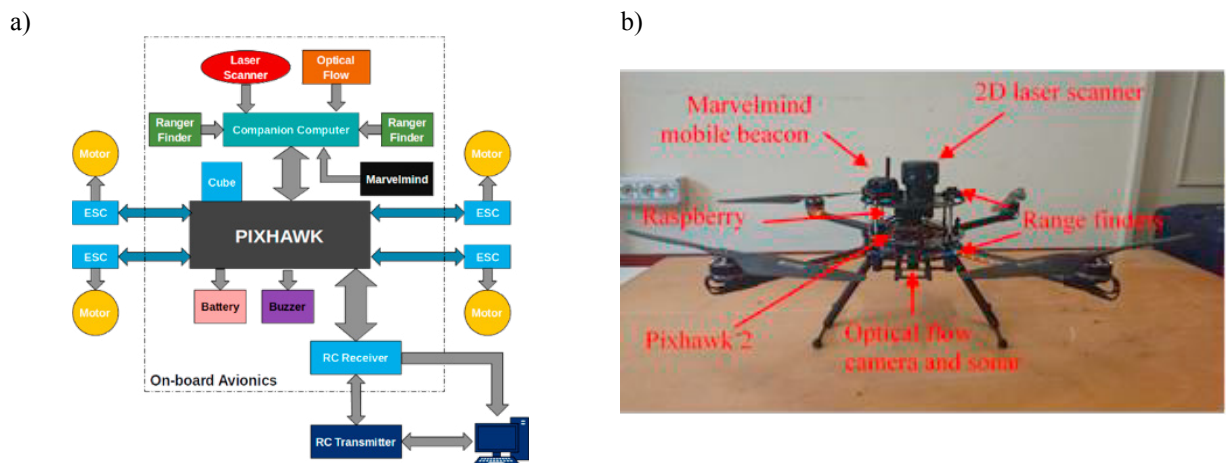 a)
Laser
Scanner
Optical
Flow
Ranger
Finder
Companion Computer
Ranger
Finder
Motor
Motor
Cube
Marvelmind
ESC
ESC
PIXHAWK
ESC
ESC
Battery
Buzzer
Motor
Motor
RC Receiver
On-board Avionics
RC Transmitter
b)
Marvelmind
mobile beacon
2D laser scanner
Raspberry
Range finders
Pixhawk 2
Optical flow
camera and sonar